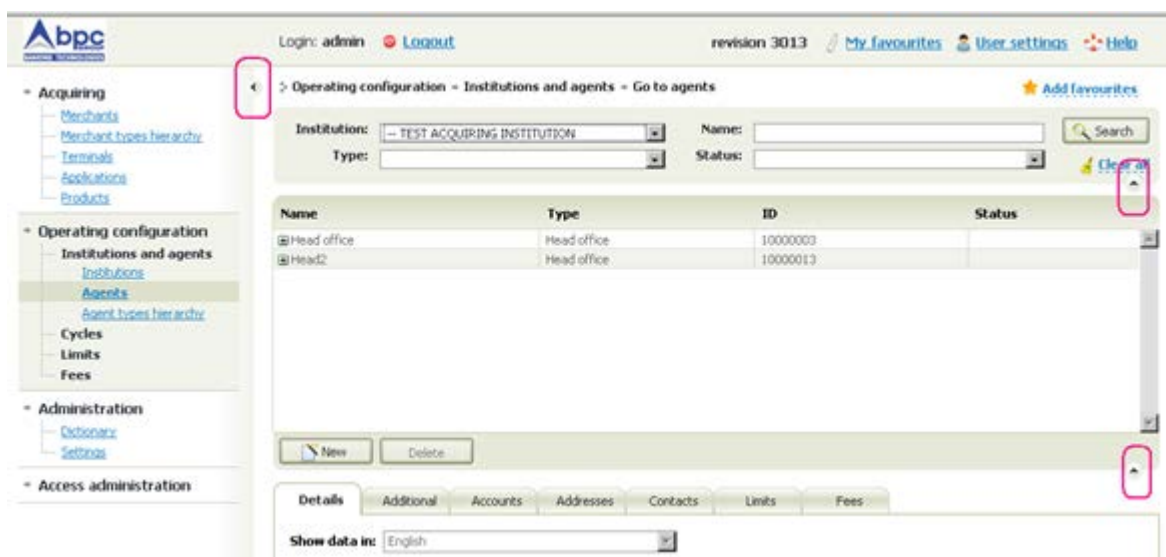 bpc
BANKING TECHNOLOGIES
Login: admin Logout revision 3013 My favourites User settings Help
Operating configuration - Institutions and agents - Go to agents Add favourites
Acquiring
Merchants
Merchant types hierarchy
Terminals
Applications
Products
Operating configuration
Institutions and agents
Institutions
Agents
Agent types hierarchy
Cycles
Limits
Fees
Administration
Dictionary
Settings
Access administration
Institution: -- TEST ACQUIRING INSTITUTION Name: Search
Type: Status: Clear all
Name Type ID Status
Head office Head office 10000003
Head2 Head office 10000013
New Delete
Details Additional Accounts Addresses Contacts Limits Fees
Show data in: English